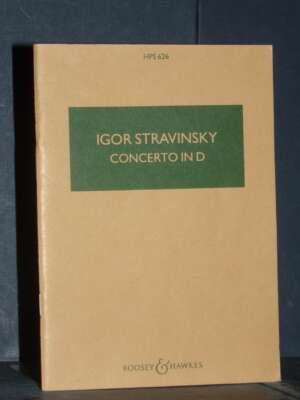 HPS 626
IGOR STRAVINSKY
CONCERTO IN D
BOOSEY & HAWKES